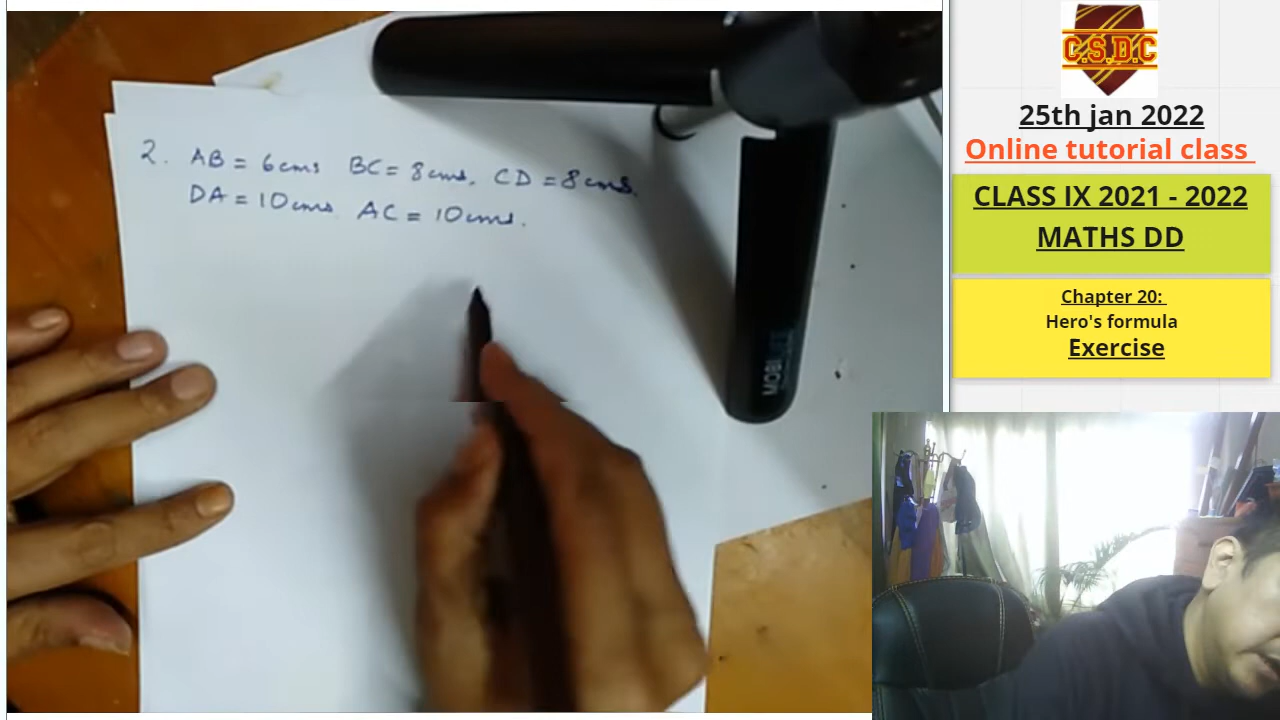 2. AB = 6cms BC = 8cms, CD = 8cms.
DA = 10cms. AC = 10cms.
MOBI
C.S.D.C
25th jan 2022
Online tutorial class
CLASS IX 2021 - 2022
MATHS DD
Chapter 20:
Hero's formula
Exercise